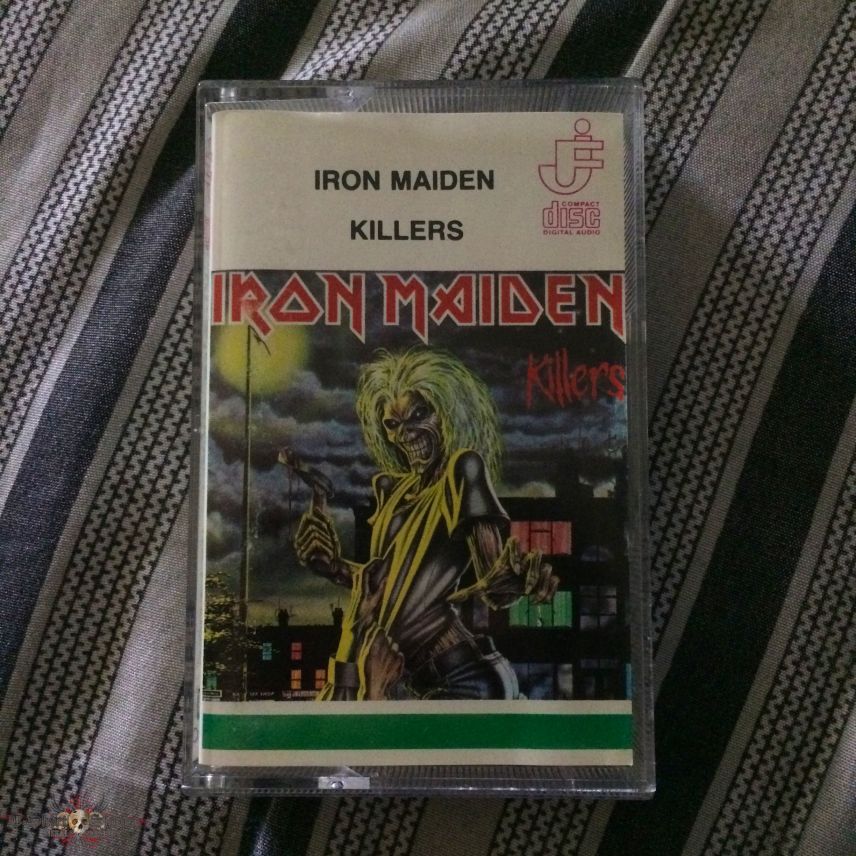 IRON MAIDEN
KILLERS
COMPACT
disc
DIGITAL AUDIO
IRON MAIDEN
Killers